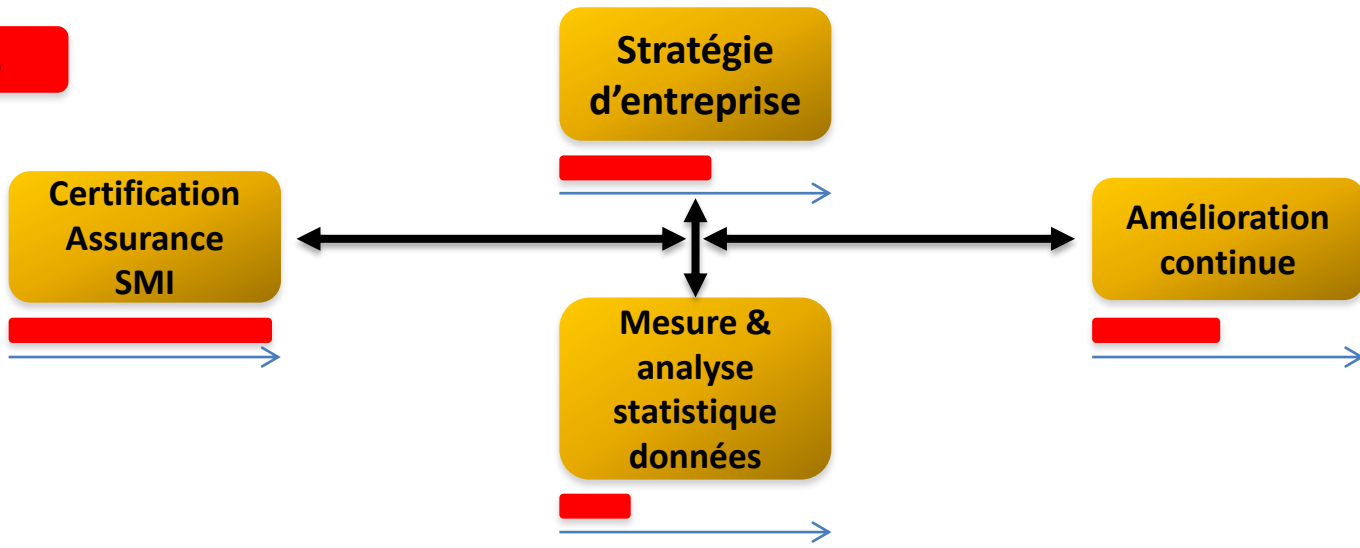 Stratégie
d’entreprise
Certification
Assurance
SMI
Amélioration
continue
Mesure &
analyse
statistique
données